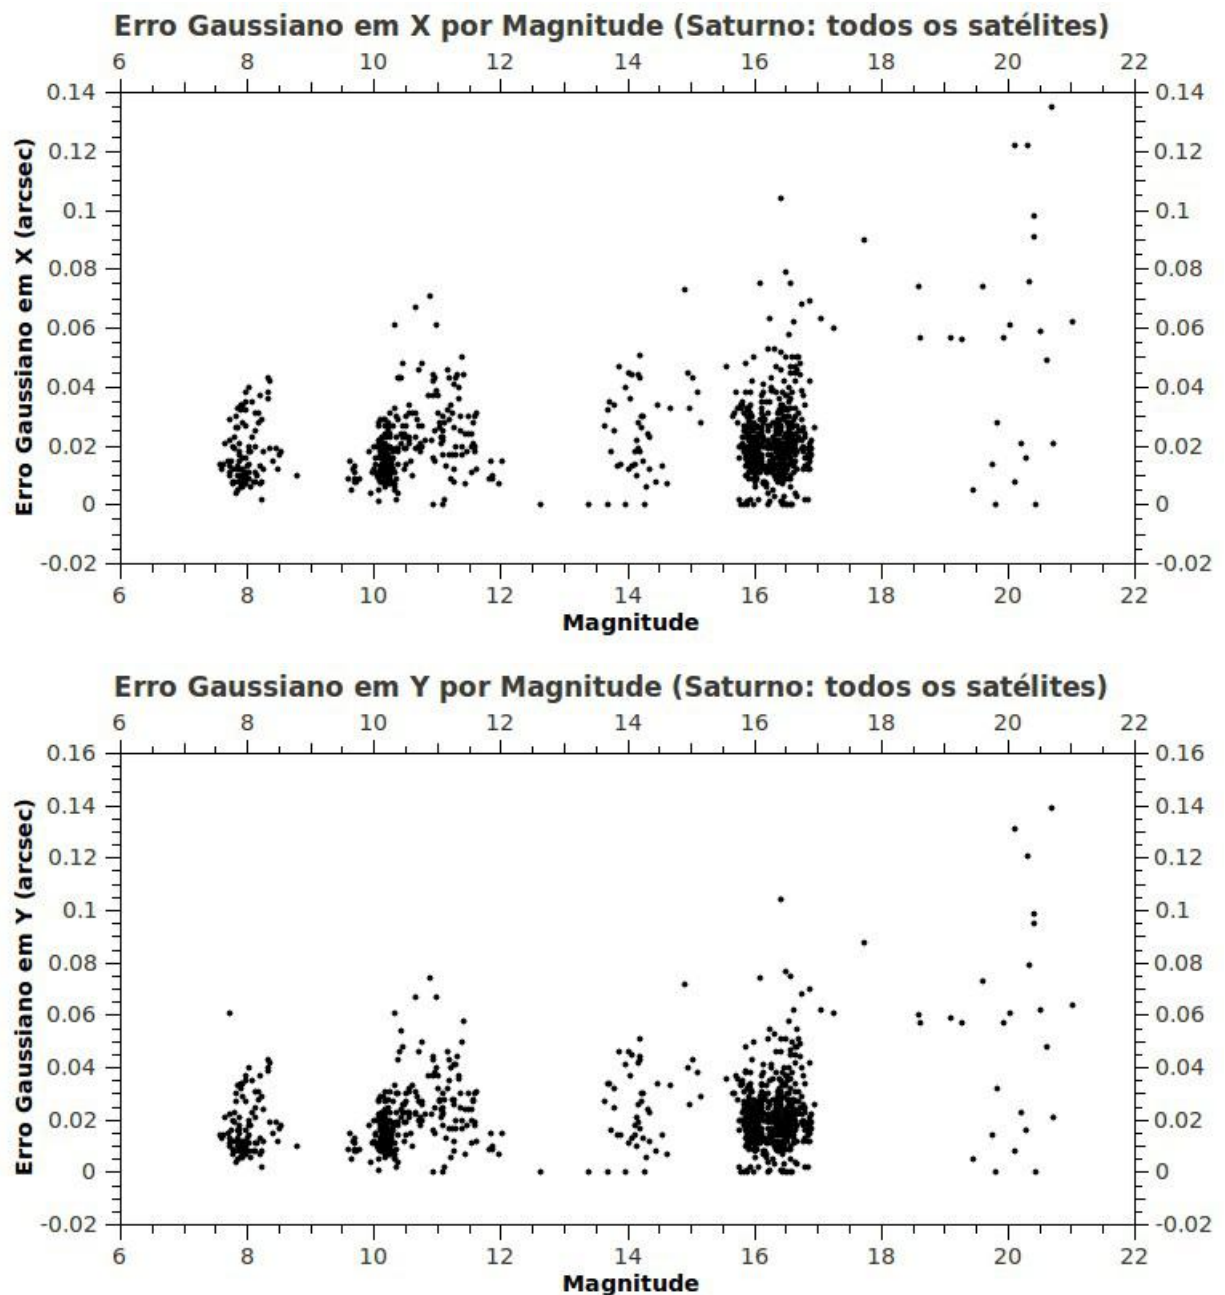 Erro Gaussiano em X por Magnitude (Saturno: todos os satélites)
6 8 10 12 14 16 18 20 22
0.14 0.14
0.12 0.12
0.1 0.1
0.08 0.08
0.06 0.06
0.04 0.04
0.02 0.02
0 0
-0.02 -0.02
Erro Gaussiano em X (arcsec)
6 8 10 12 14 16 18 20 22
Magnitude
Erro Gaussiano em Y por Magnitude (Saturno: todos os satélites)
6 8 10 12 14 16 18 20 22
0.16 0.16
0.14 0.14
0.12 0.12
0.1 0.1
0.08 0.08
0.06 0.06
0.04 0.04
0.02 0.02
0 0
-0.02 -0.02
Erro Gaussiano em Y (arcsec)
6 8 10 12 14 16 18 20 22
Magnitude